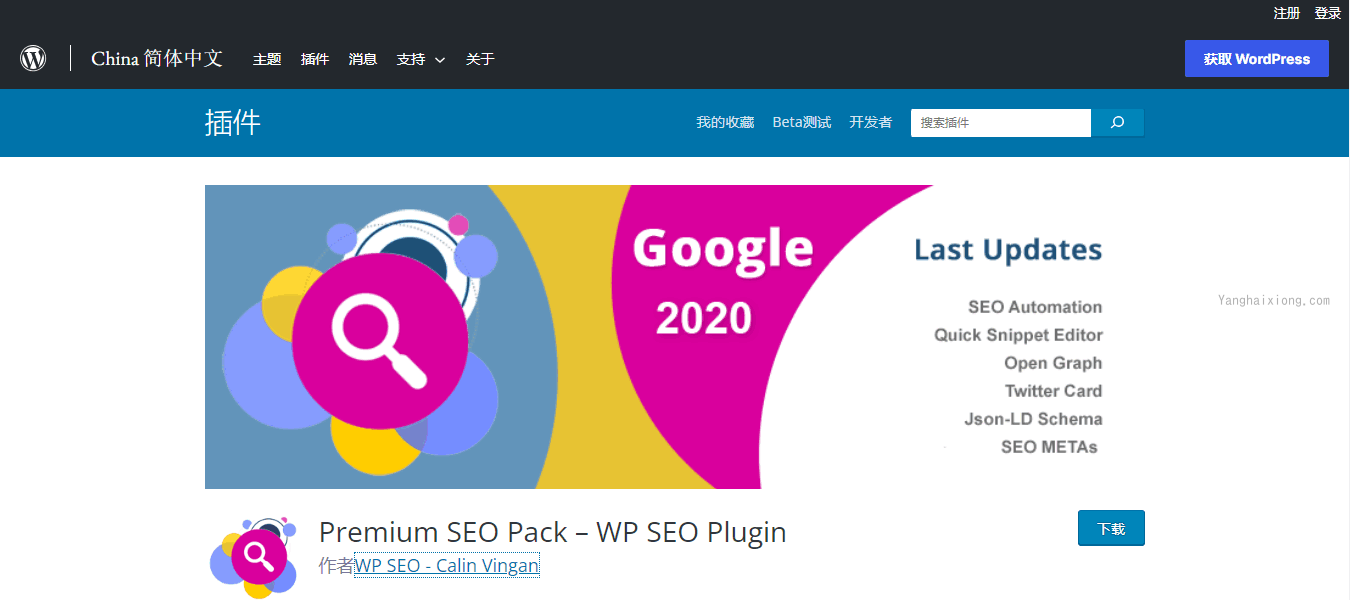 注册 登录
China 简体中文 主题 插件 消息 支持 关于 获取 WordPress
插件 我的收藏 Beta测试 开发者 搜索插件
Google
2020
Last Updates
SEO Automation
Quick Snippet Editor
Open Graph
Twitter Card
Json-LD Schema
SEO METAs
Yanghaixiong.com
Premium SEO Pack – WP SEO Plugin
下载
作者WP SEO - Calin Vingan